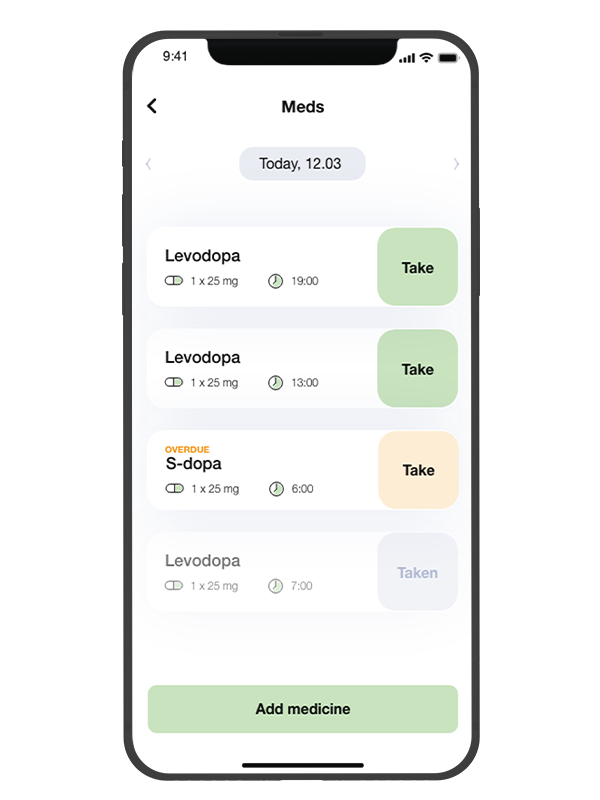 9:41
Meds
Today, 12.03
Levodopa
1 x 25 mg 19:00
Take
Levodopa
1 x 25 mg 13:00
Take
OVERDUE
S-dopa
1 x 25 mg 6:00
Take
Levodopa
1 x 25 mg 7:00
Taken
Add medicine